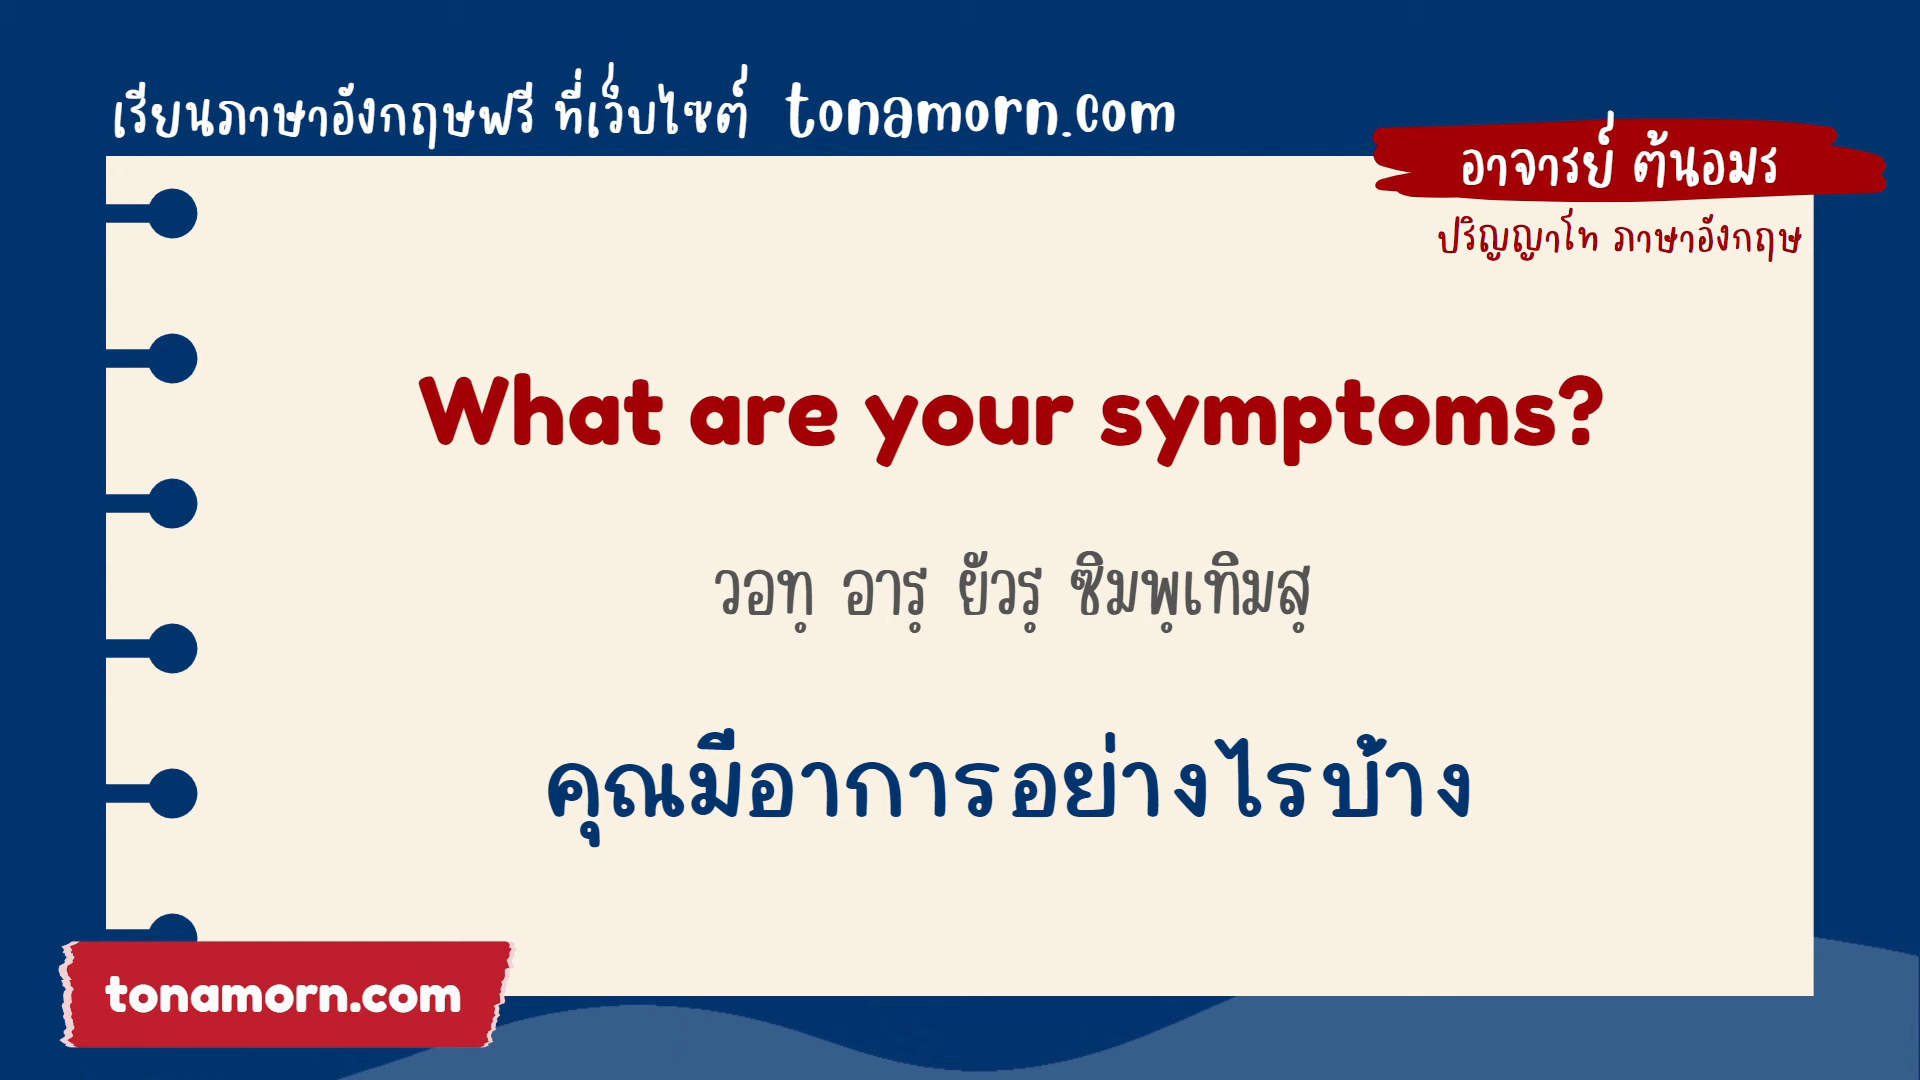 เรียนภาษาอังกฤษฟรี ที่เว็บไซต์ tonamorn.com
อาจารย์ ต้นอมร
ปริญญาโท ภาษาอังกฤษ
What are your symptoms?
วอทฺ อารฺ ยัวรฺ ซิมพฺเทิมสฺ
คุณมีอาการอย่างไรบ้าง
tonamorn.com